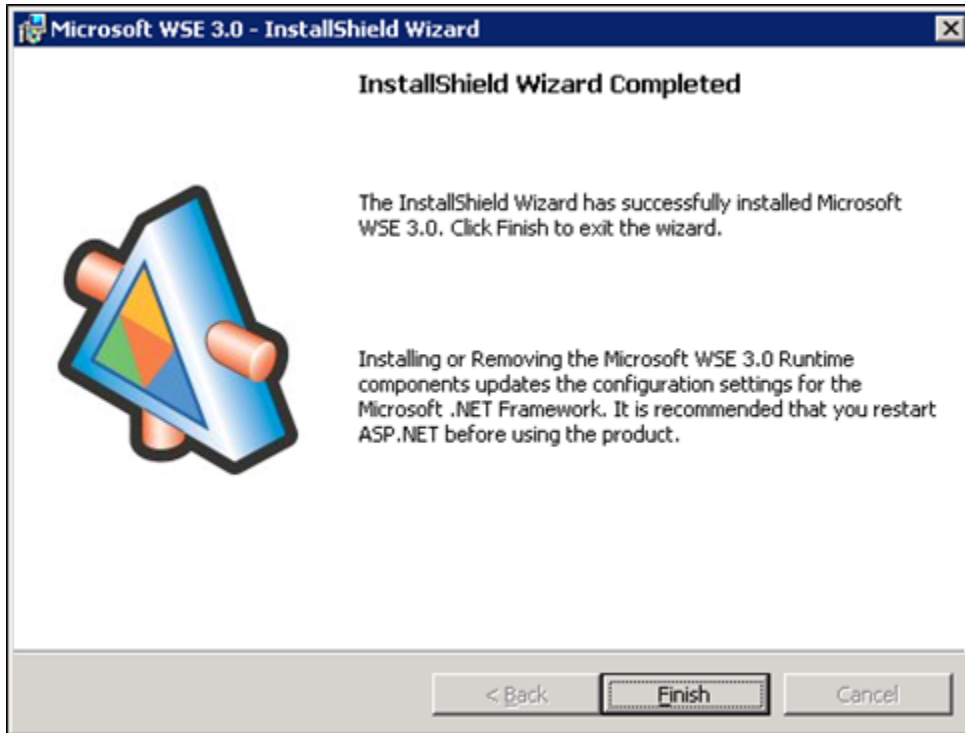 Microsoft WSE 3.0 - InstallShield Wizard
InstallShield Wizard Completed
The InstallShield Wizard has successfully installed Microsoft
WSE 3.0. Click Finish to exit the wizard.
Installing or Removing the Microsoft WSE 3.0 Runtime
components updates the configuration settings for the
Microsoft .NET Framework. It is recommended that you restart
ASP.NET before using the product.
< Back
Finish
Cancel